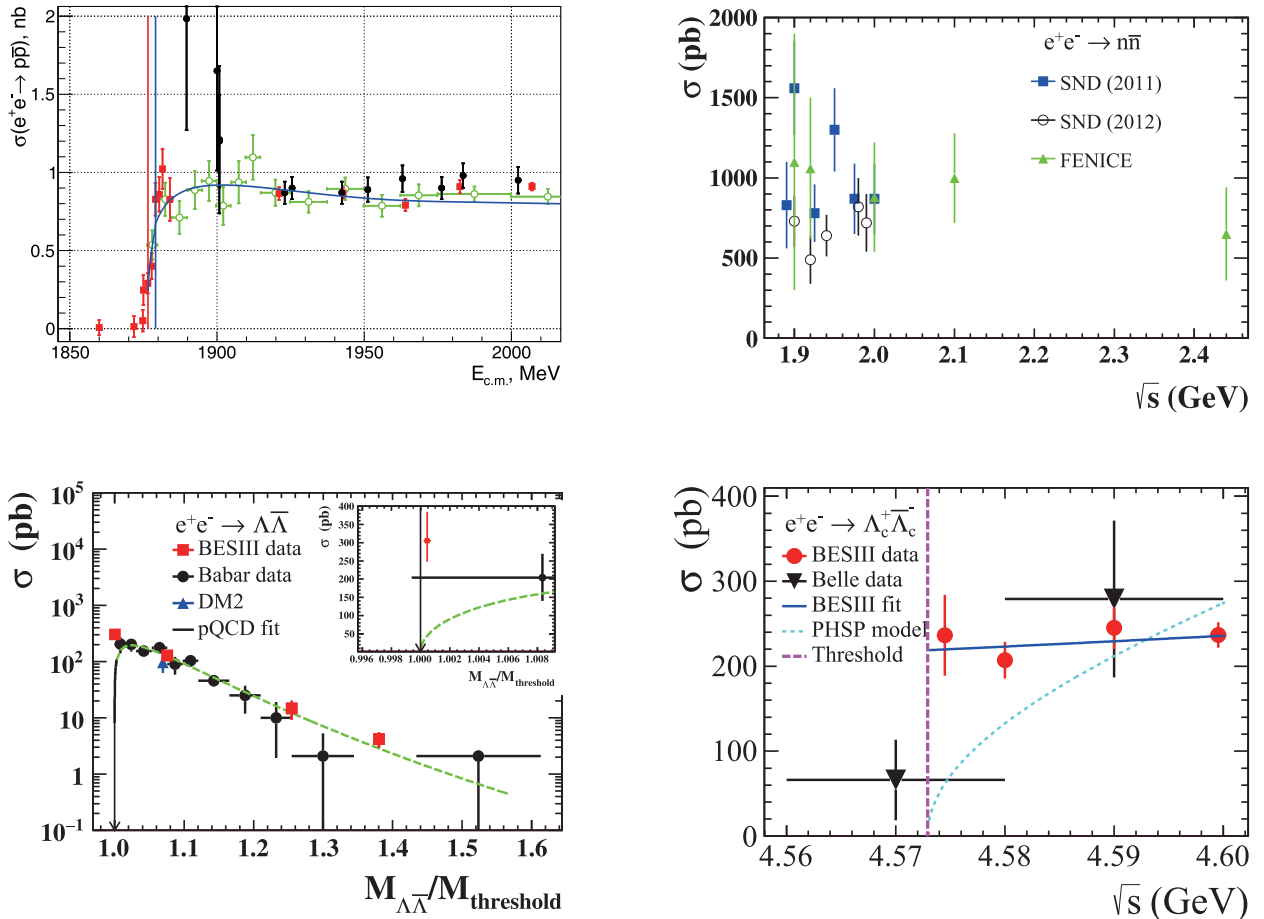 σ(e⁺e⁻→ pp̅), nb
2
1.5
1
0.5
0
1850
1900
1950
2000
E_c.m., MeV
σ (pb)
2000
1500
1000
500
0
e⁺e⁻ → nn̅
SND (2011)
SND (2012)
FENICE
1.9
2.0
2.1
2.2
2.3
2.4
√s (GeV)
σ (pb)
10⁵
10⁴
10³
10²
10
1
10⁻¹
e⁺e⁻ → ΛΛ̅
BESIII data
Babar data
DM2
pQCD fit
σ (pb)
400
350
300
250
200
150
100
50
0.996
0.998
1.000
1.002
1.004
1.006
1.008
M_ΛΛ̅/M_threshold
1.0
1.1
1.2
1.3
1.4
1.5
1.6
M_ΛΛ̅/M_threshold
σ (pb)
400
300
200
100
0
e⁺e⁻ → Λ_c⁺Λ̅_c⁻
BESIII data
Belle data
BESIII fit
PHSP model
Threshold
4.56
4.57
4.58
4.59
4.60
√s (GeV)